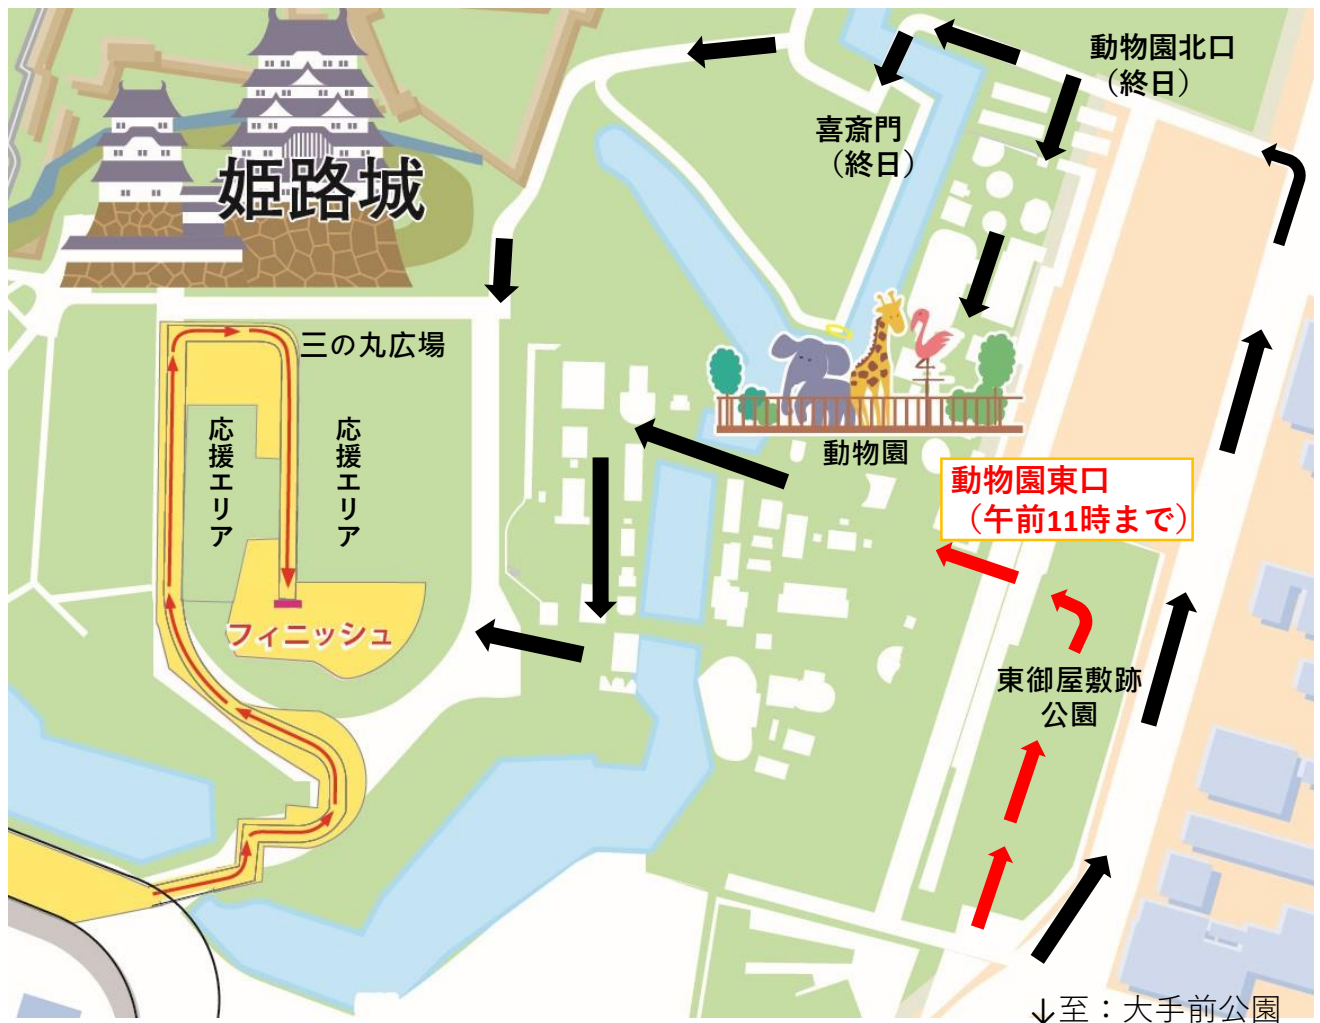 動物園北口
（終日）
喜斎門
（終日）
姫路城
三の丸広場
応援エリア
応援エリア
動物園
動物園東口
（午前11時まで）
フィニッシュ
東御屋敷跡
公園
↓至：大手前公園